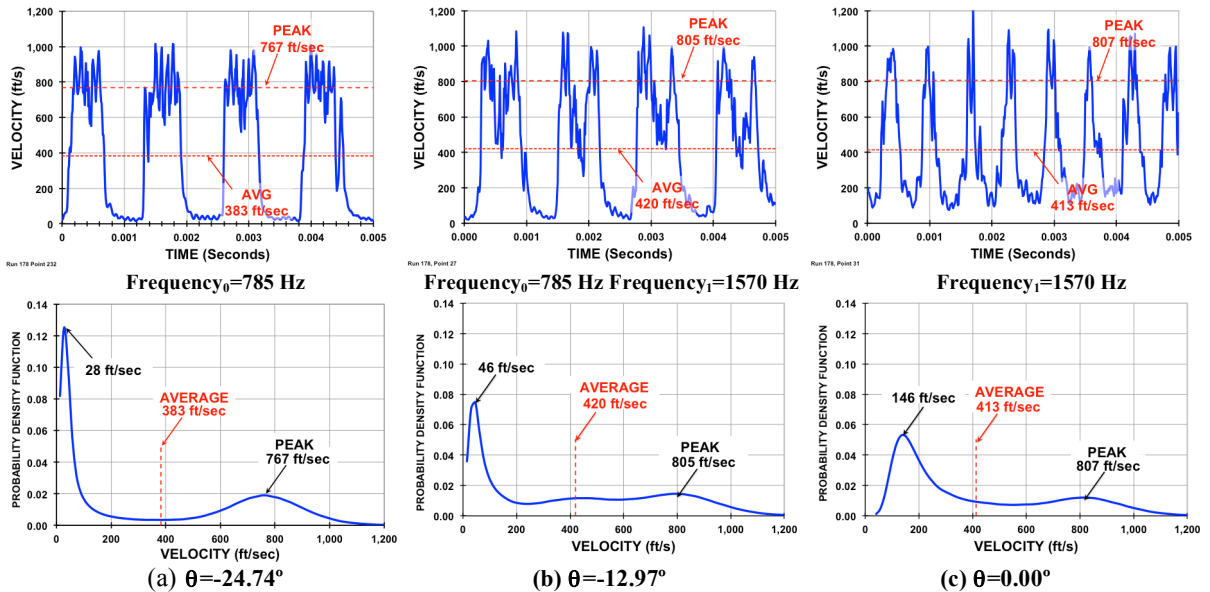 1,200
1,000
800
600
400
200
0
VELOCITY (ft/s)
PEAK
767 ft/sec
AVG
383 ft/sec
0 0.001 0.002 0.003 0.004 0.005
TIME (Seconds)
Run 178 Point 232
Frequency₀=785 Hz
1,200
1,000
800
600
400
200
0
VELOCITY (ft/s)
PEAK
805 ft/sec
AVG
420 ft/sec
0.000 0.001 0.002 0.003 0.004 0.005
TIME (Seconds)
Run 178, Point 27
Frequency₀=785 Hz Frequency₁=1570 Hz
1,200
1,000
800
600
400
200
0
VELOCITY (ft/s)
PEAK
807 ft/sec
AVG
413 ft/sec
0.000 0.001 0.002 0.003 0.004 0.005
TIME (Seconds)
Run 178, Point 31
Frequency₁=1570 Hz
0.14
0.12
0.10
0.08
0.06
0.04
0.02
0.00
PROBABILITY DENSITY FUNCTION
28 ft/sec
AVERAGE
383 ft/sec
PEAK
767 ft/sec
0 200 400 600 800 1,000 1,200
VELOCITY (ft/sec)
(a) θ=-24.74º
0.14
0.12
0.10
0.08
0.06
0.04
0.02
0.00
PROBABILITY DENSITY FUNCTION
46 ft/sec
AVERAGE
420 ft/sec
PEAK
805 ft/sec
0 200 400 600 800 1,000 1,200
VELOCITY (ft/s)
(b) θ=-12.97º
0.14
0.12
0.10
0.08
0.06
0.04
0.02
0.00
PROBABILITY DENSITY FUNCTION
146 ft/sec
AVERAGE
413 ft/sec
PEAK
807 ft/sec
0 200 400 600 800 1,000 1,200
VELOCITY (ft/s)
(c) θ=0.00º